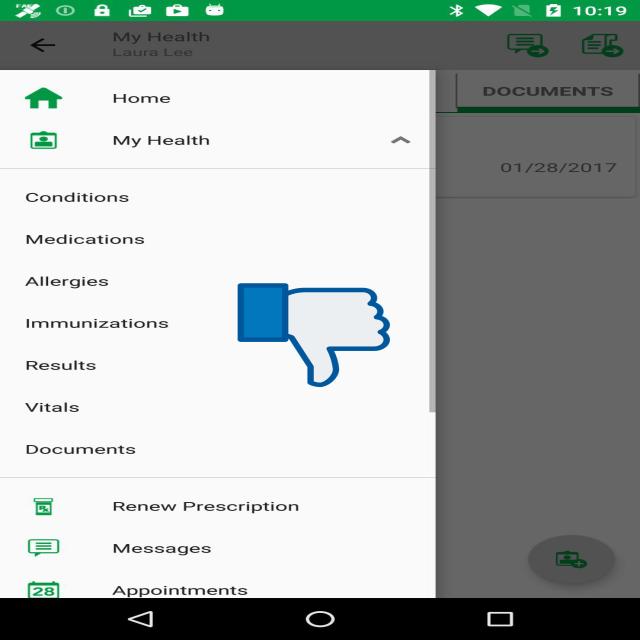 10:19
My Health
Laura Lee
Home
My Health
DOCUMENTS
01/28/2017
Conditions
Medications
Allergies
Immunizations
Results
Vitals
Documents
Renew Prescription
Messages
28
Appointments